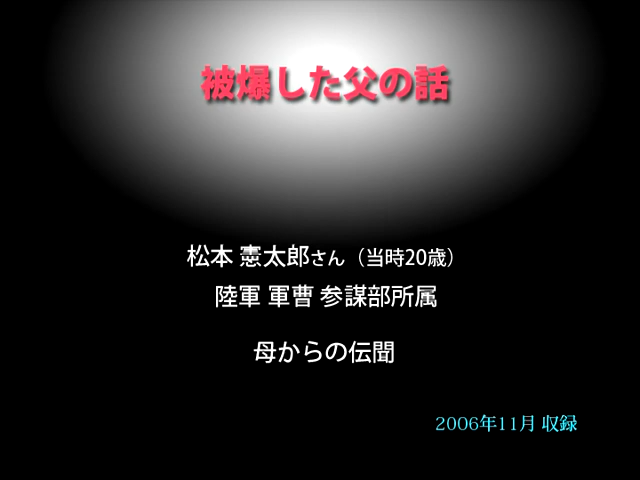 被爆した父の話
松本 憲太郎さん（当時20歳）
陸軍 軍曹 参謀部所属
母からの伝聞
2006年11月 収録